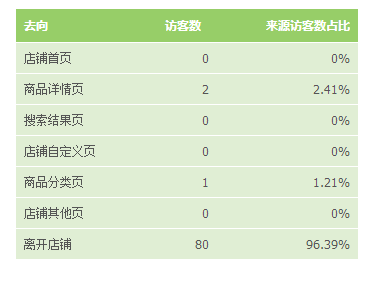 去向 访客数 来源访客数占比
店铺首页 0 0%
商品详情页 2 2.41%
搜索结果页 0 0%
店铺自定义页 0 0%
商品分类页 1 1.21%
店铺其他页 0 0%
离开店铺 80 96.39%